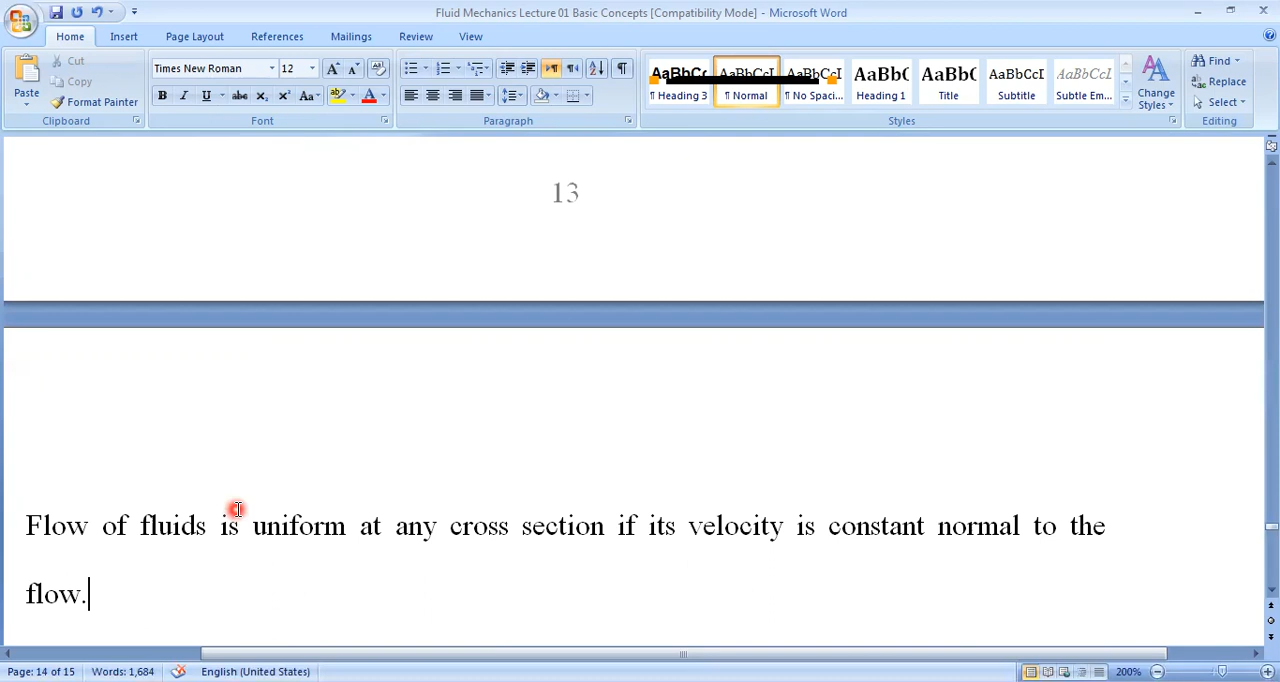 Fluid Mechanics Lecture 01 Basic Concepts [Compatibility Mode] - Microsoft Word
Home Insert Page Layout References Mailings Review View
Paste
Cut
Copy
Format Painter
Clipboard
Times New Roman 12
Font
Paragraph
AaBbCcI AaBbCcI AaBbC( AaBb( AaBbCcI AaBbCcI
¶ Heading 3 ¶ Normal ¶ No Spaci... Heading 1 Title Subtitle Subtle Em...
Change Styles
Styles
Find
Replace
Select
Editing
13
Flow of fluids is uniform at any cross section if its velocity is constant normal to the
flow.
Page: 14 of 15 Words: 1,684 English (United States) 200%